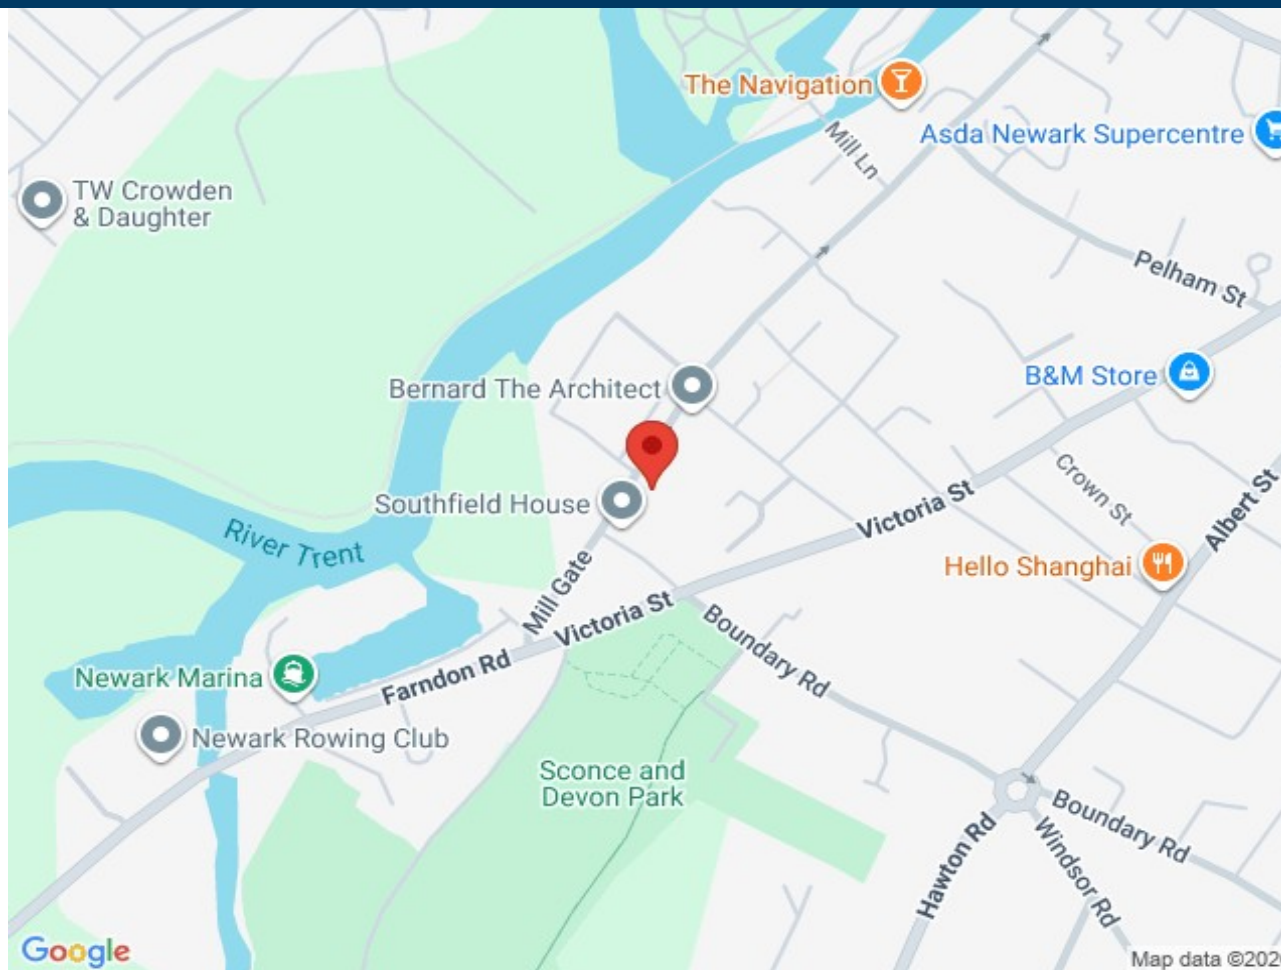 The Navigation
Mill Ln
Asda Newark Supercentre
TW Crowden
& Daughter
Pelham St
Bernard The Architect
B&M Store
Southfield House
Crown St
Albert St
Victoria St
River Trent
Hello Shanghai
Mill Gate
Victoria St
Boundary Rd
Newark Marina
Farndon Rd
Newark Rowing Club
Sconce and
Devon Park
Boundary Rd
Hawton Rd
Windsor Rd
Google
Map data ©202